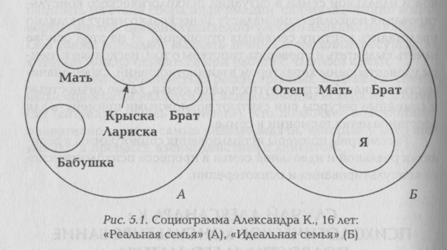 Мать
Крыска
Лариска
Брат
Бабушка
А
Отец Мать Брат
Я
Б
Рис. 5.1. Социограмма Александра К., 16 лет:
«Реальная семья» (А), «Идеальная семья» (Б)